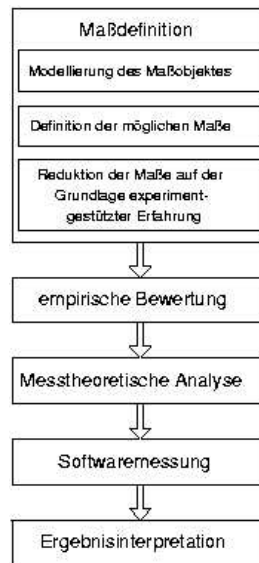 Maßdefinition
Modellierung des Maßobjektes
Definition der möglichen Maße
Reduktion der Maße auf der
Grundlage experiment-
gestützter Erfahrung
empirische Bewertung
Messtheoretische Analyse
Softwaremessung
Ergebnisinterpretation